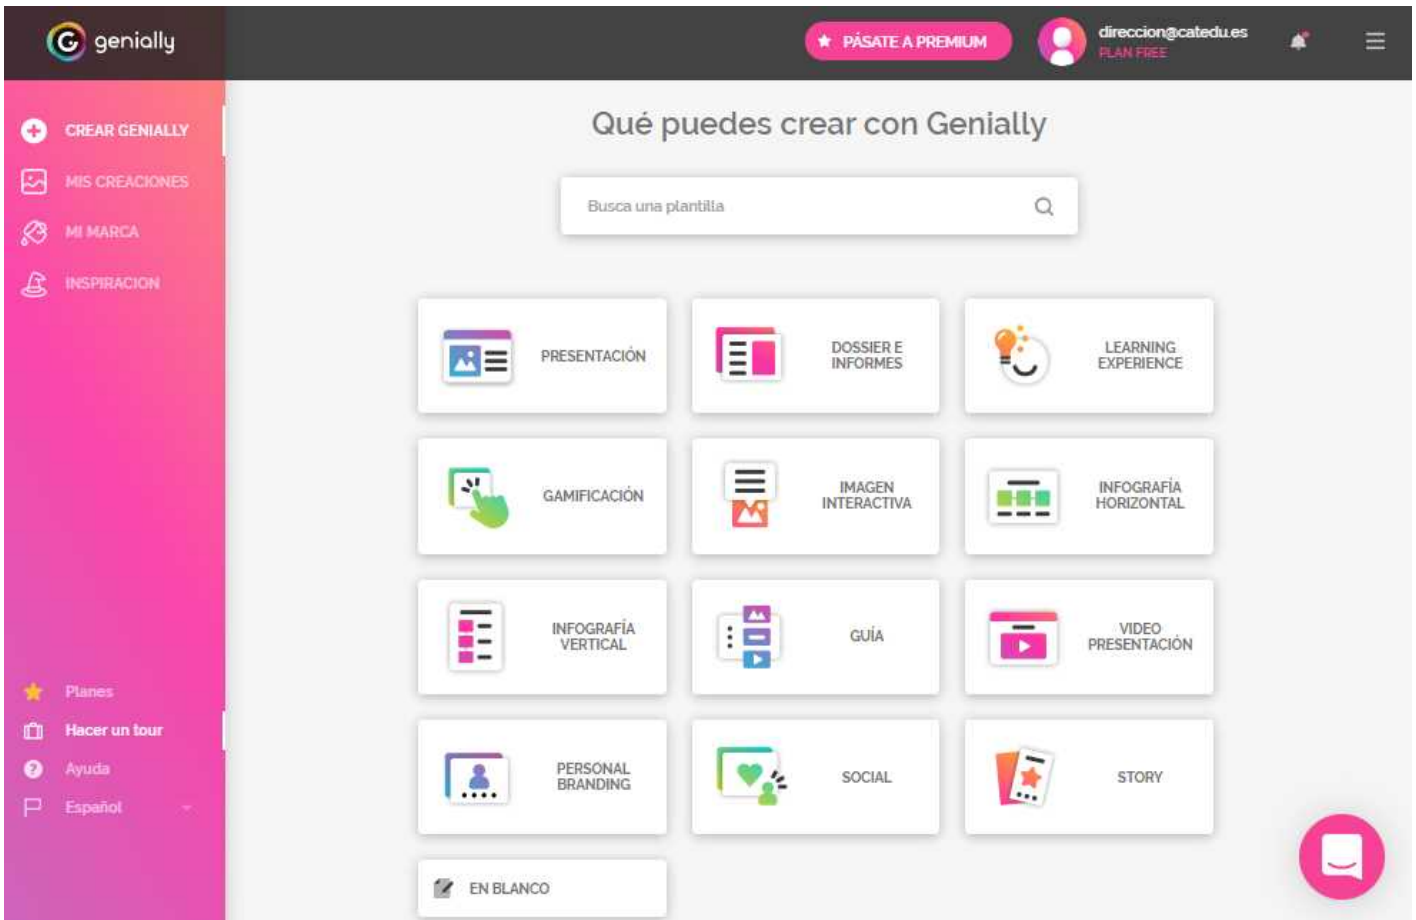 genially
PÁSATE A PREMIUM
direccion@catedu.es
PLAN FREE
CREAR GENIALLY
MIS CREACIONES
MI MARCA
INSPIRACION
Planes
Hacer un tour
Ayuda
Español
Qué puedes crear con Genially
Busca una plantilla
PRESENTACIÓN
DOSSIER E
INFORMES
LEARNING
EXPERIENCE
GAMIFICACIÓN
IMAGEN
INTERACTIVA
INFOGRAFÍA
HORIZONTAL
INFOGRAFÍA
VERTICAL
GUÍA
VIDEO
PRESENTACIÓN
PERSONAL
BRANDING
SOCIAL
STORY
EN BLANCO